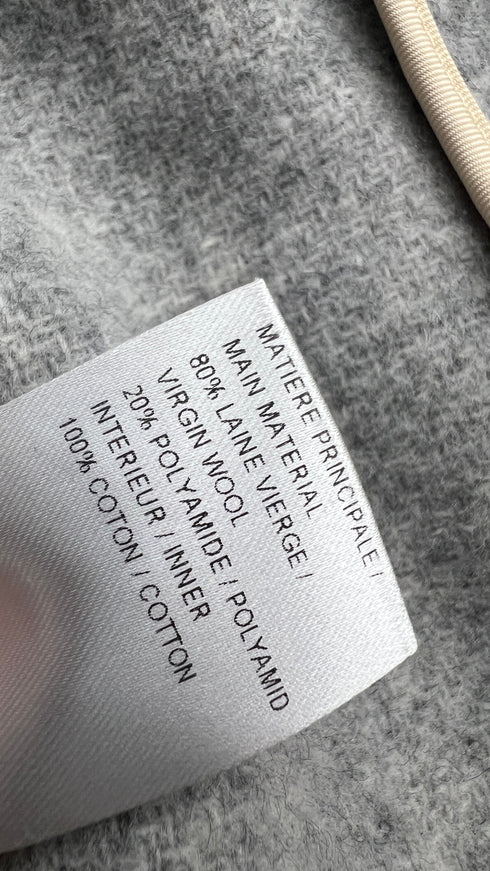 MATIERE PRINCIPALE /
MAIN MATERIAL
80% LAINE VIERGE /
VIRGIN WOOL
20% POLYAMIDE / POLYAMID
INTERIEUR / INNER
100% COTON / COTTON